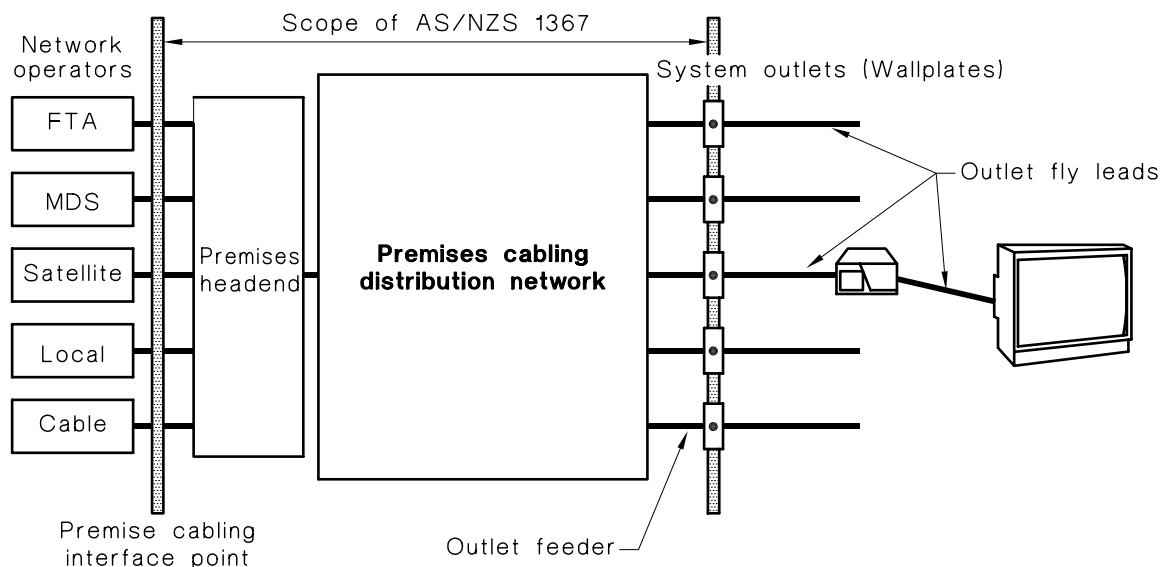 Scope of AS/NZS 1367
Network
operators
System outlets (Wallplates)
FTA
MDS
Satellite
Local
Cable
Premises
headend
Premises cabling
distribution network
Outlet fly leads
Premise cabling
interface point
Outlet feeder